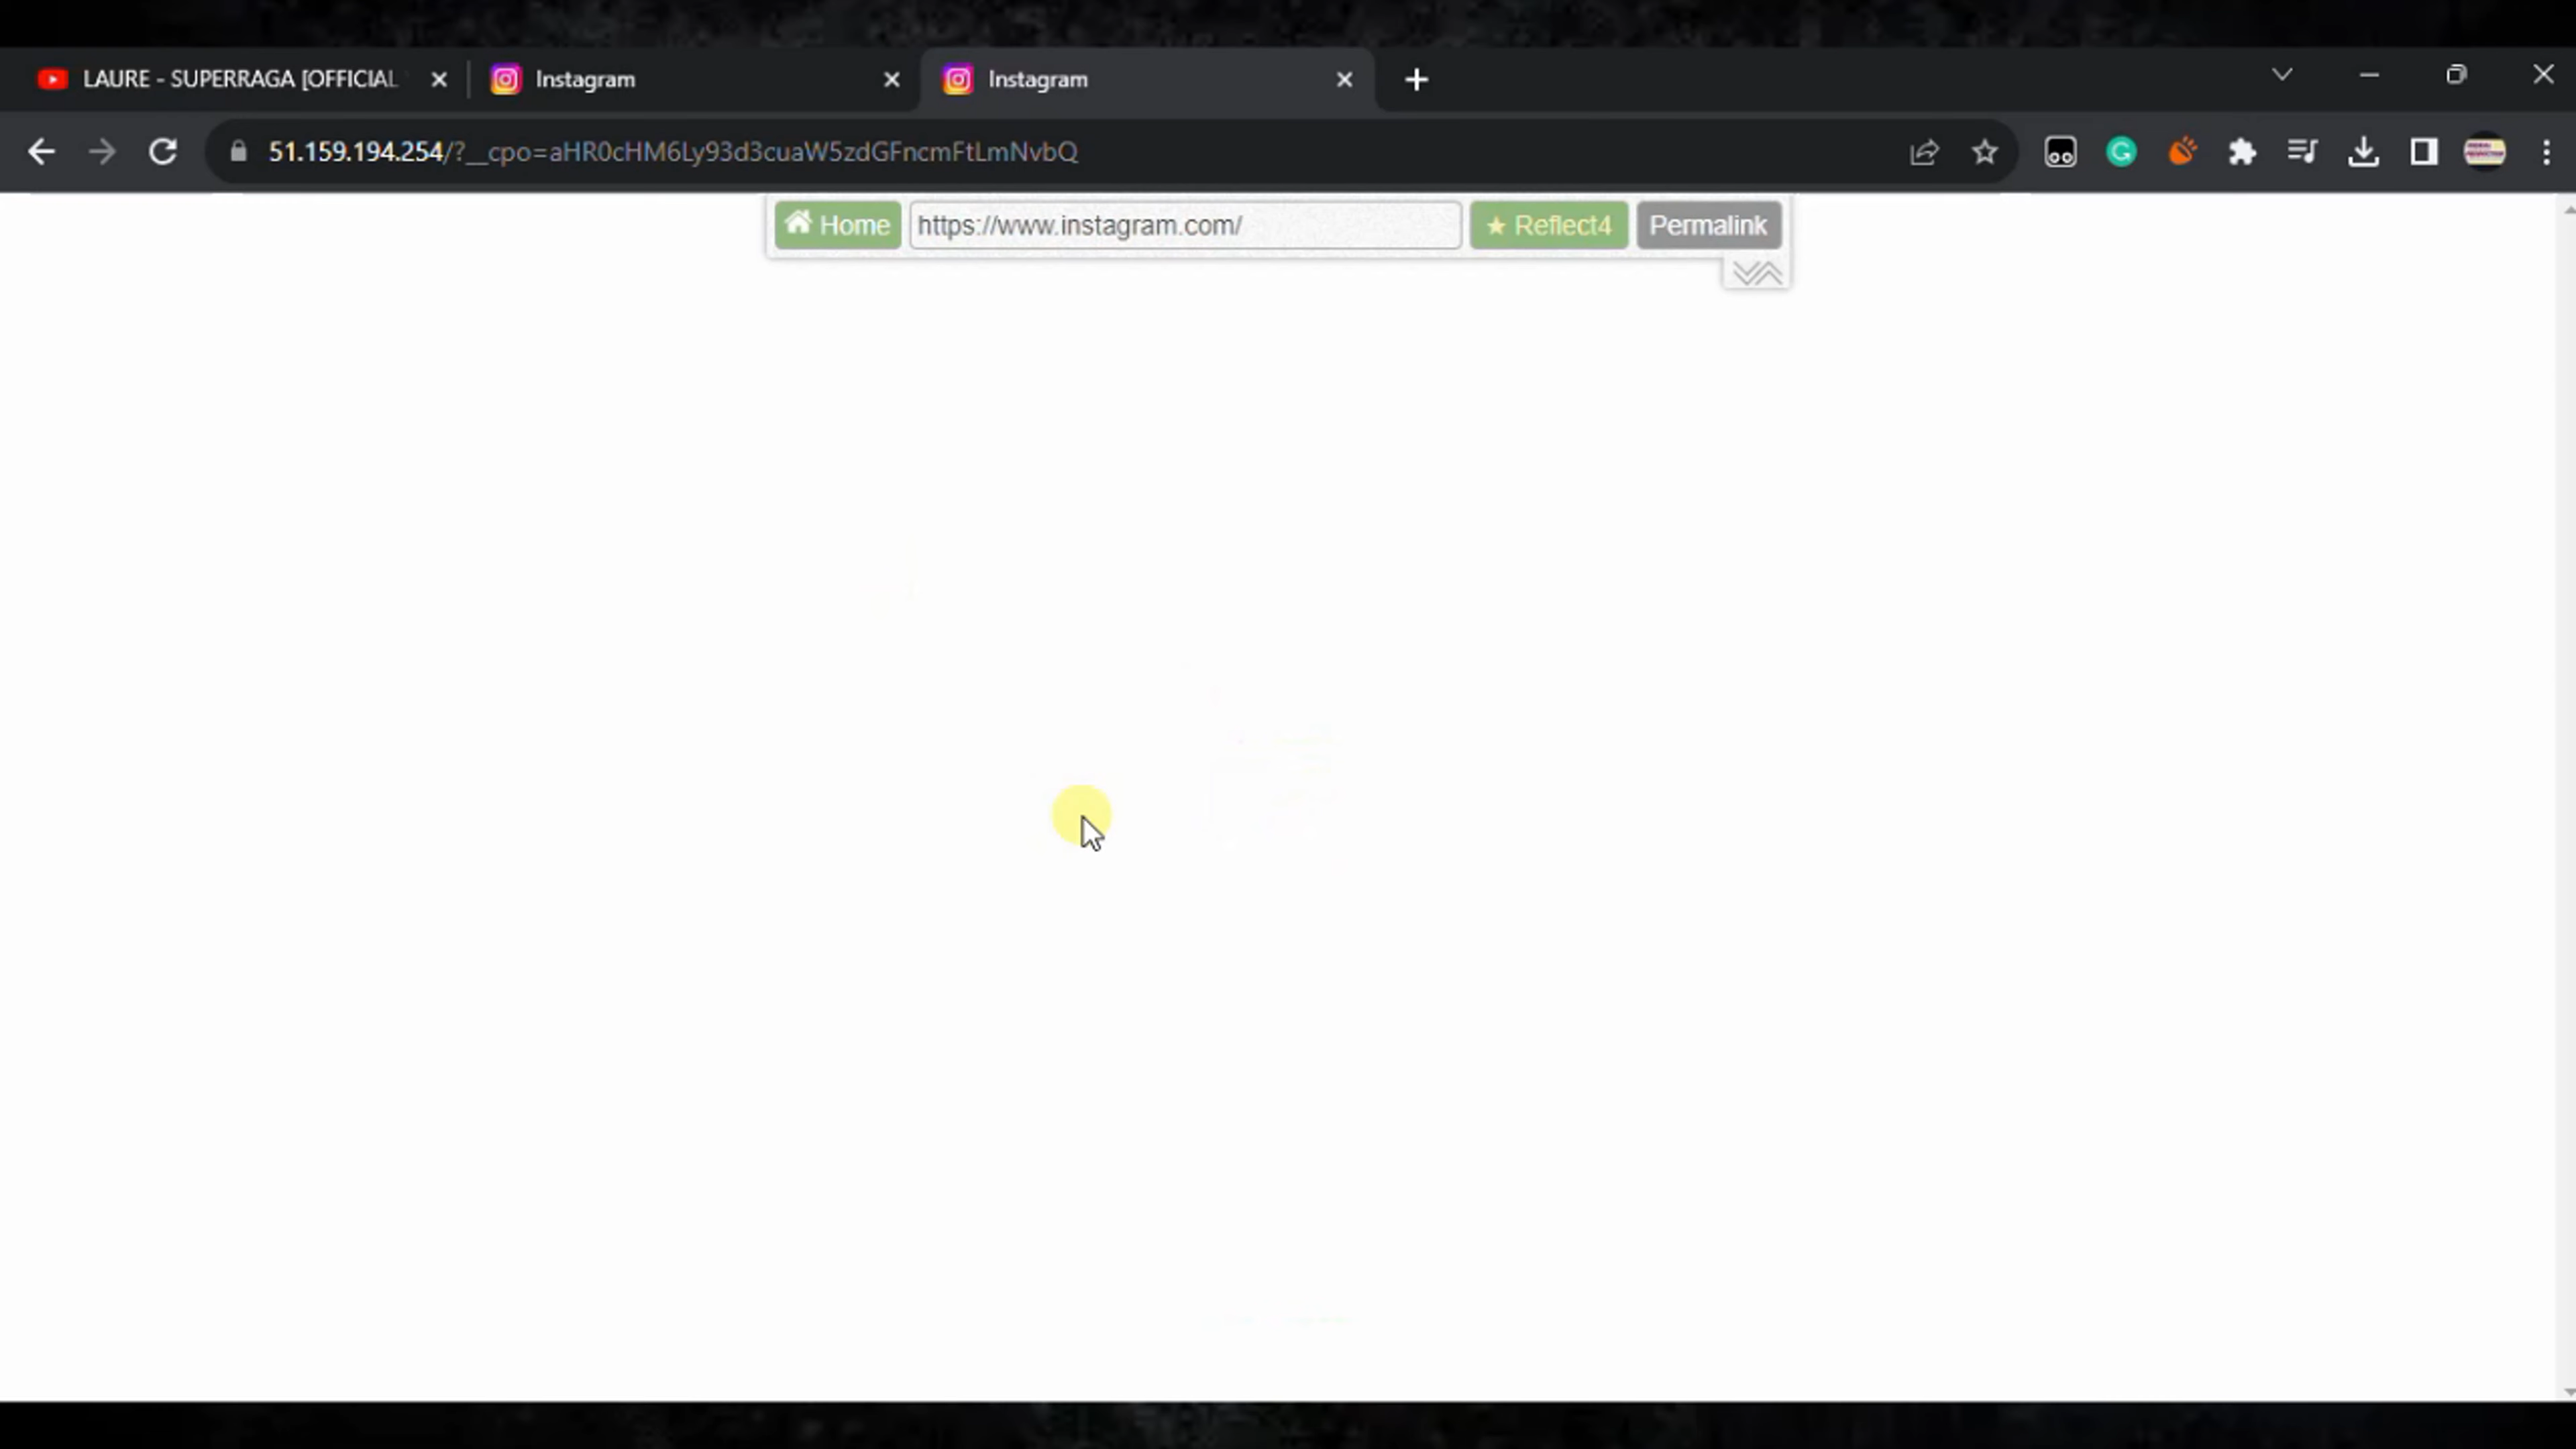 LAURE - SUPERRAGA [OFFICIAL
Instagram
Instagram
51.159.194.254/?__cpo=aHR0cHM6Ly93d3cuaW5zdGFncmFtLmNvbQ
Home
https://www.instagram.com/
★ Reflect4
Permalink